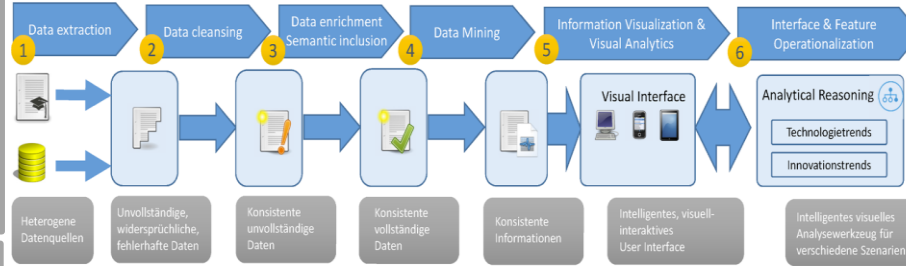 Data extraction
1
Data cleansing
2
Data enrichment
Semantic inclusion
3
Data Mining
4
Information Visualization &
Visual Analytics
5
Interface & Feature
Operationalization
6
Visual Interface
Analytical Reasoning
Technologietrends
Innovationstrends
Heterogene
Datenquellen
Unvollständige,
widersprüchliche,
fehlerhafte Daten
Konsistente
unvollständige
Daten
Konsistente
vollständige
Daten
Konsistente
Informationen
Intelligentes, visuell-
interaktives
User Interface
Intelligentes visuelles
Analysewerkzeug für
verschiedene Szenarien